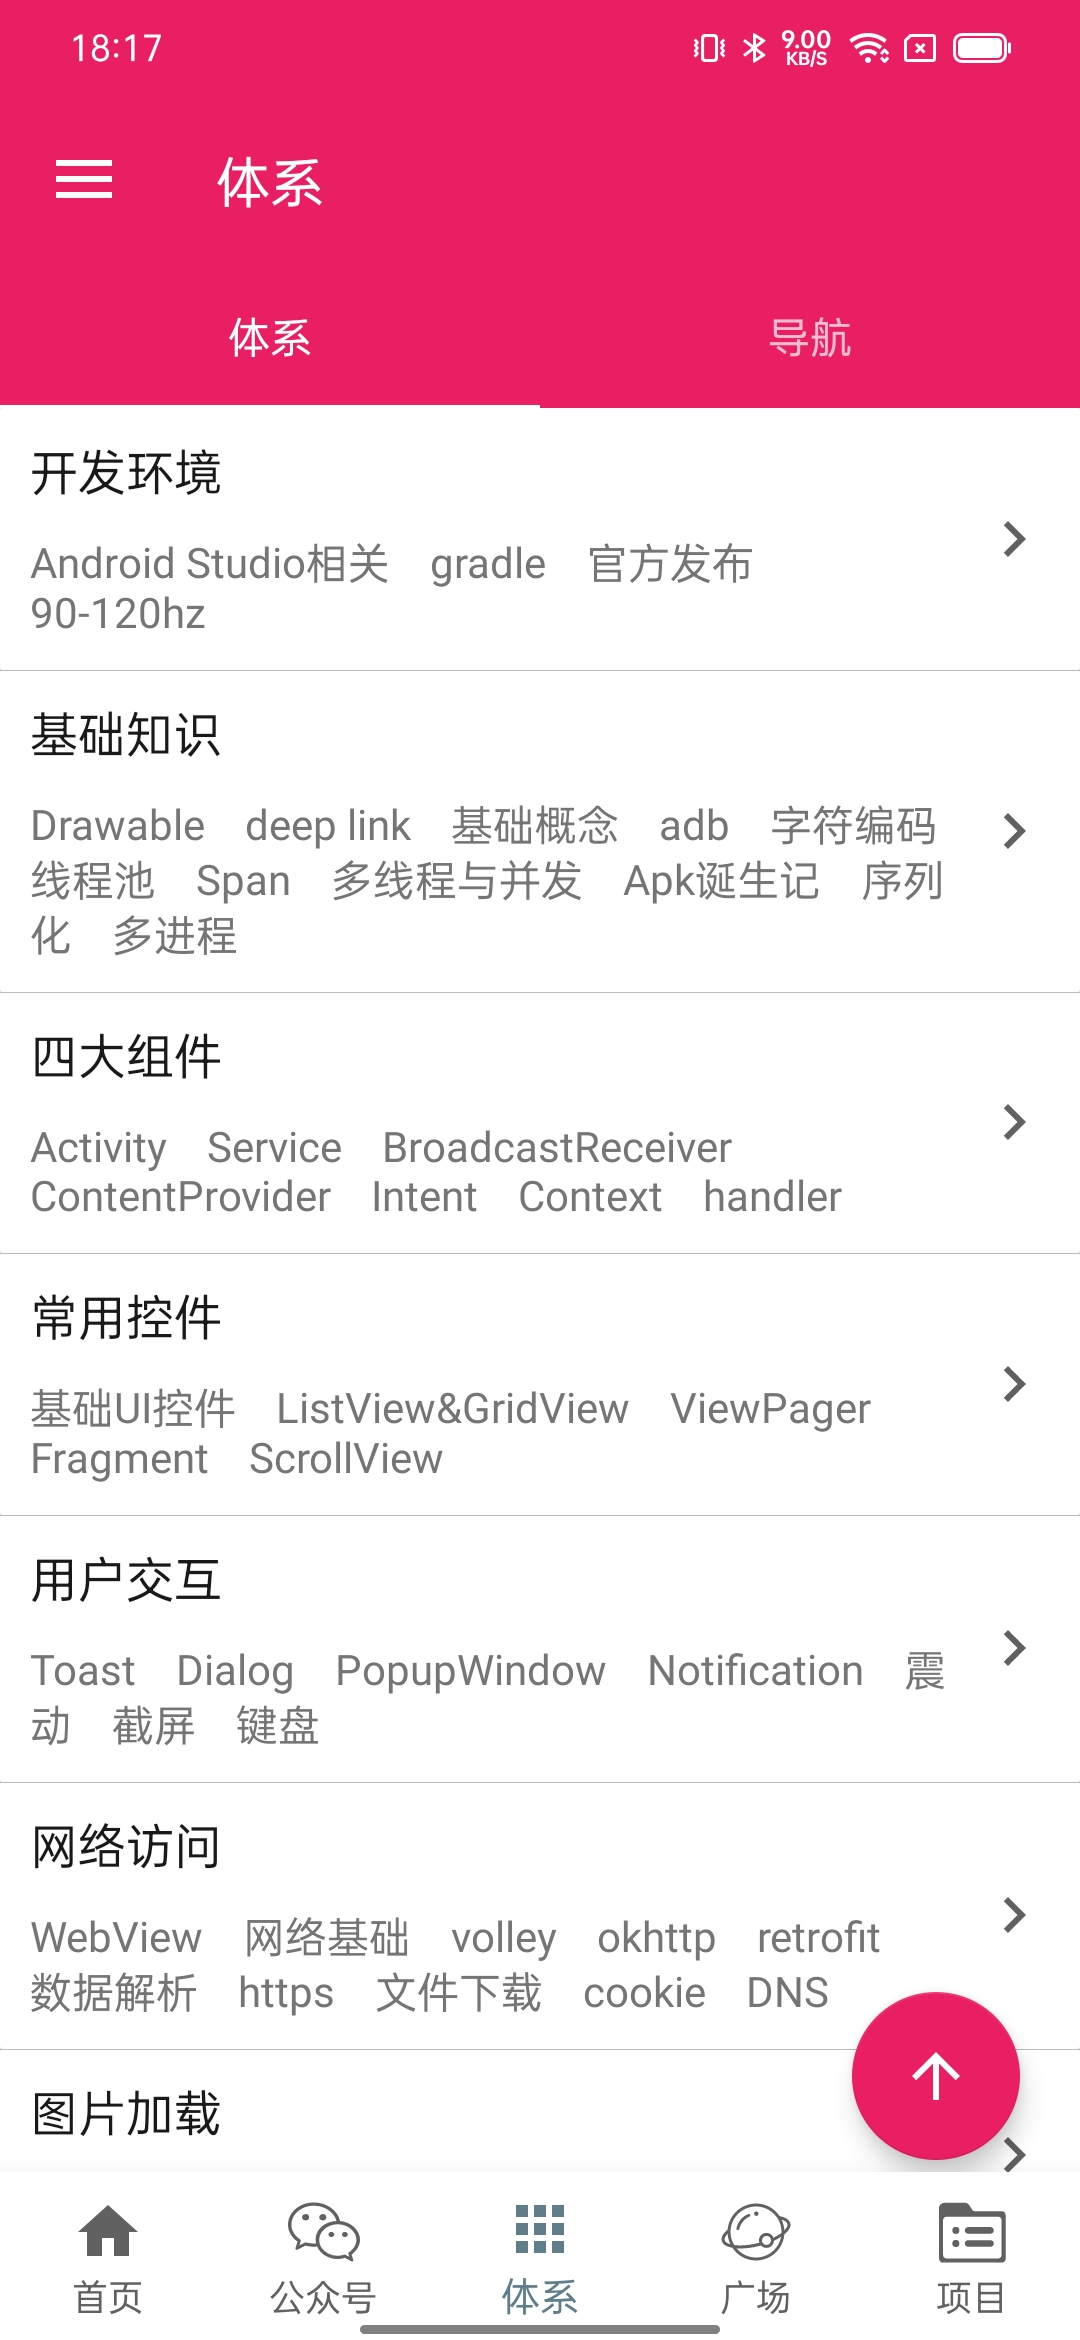 18:17
9.00
KB/S
体系
体系
导航
开发环境
Android Studio相关 gradle 官方发布
90-120hz
基础知识
Drawable deep link 基础概念 adb 字符编码
线程池 Span 多线程与并发 Apk诞生记 序列
化 多进程
四大组件
Activity Service BroadcastReceiver
ContentProvider Intent Context handler
常用控件
基础UI控件 ListView&GridView ViewPager
Fragment ScrollView
用户交互
Toast Dialog PopupWindow Notification 震
动 截屏 键盘
网络访问
WebView 网络基础 volley okhttp retrofit
数据解析 https 文件下载 cookie DNS
图片加载
首页
公众号
体系
广场
项目